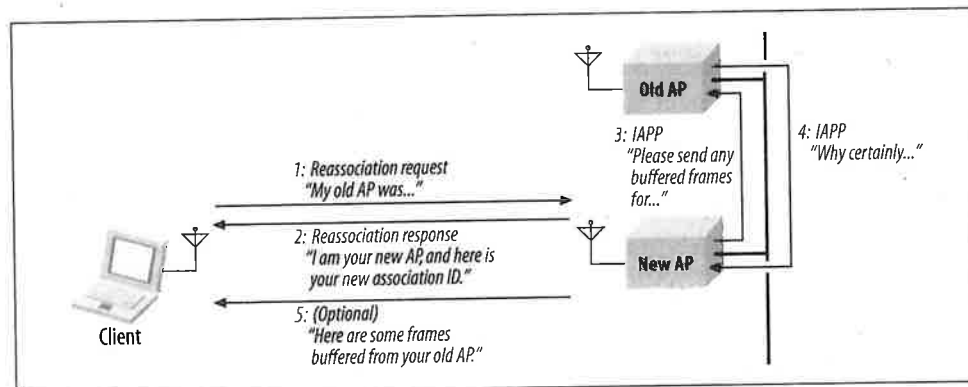 Old AP
3: IAPP
"Please send any
buffered frames
for..."
4: IAPP
"Why certainly..."
1: Reassociation request
"My old AP was..."
2: Reassociation response
"I am your new AP, and here is
your new association ID."
New AP
5: (Optional)
"Here are some frames
buffered from your old AP."
Client